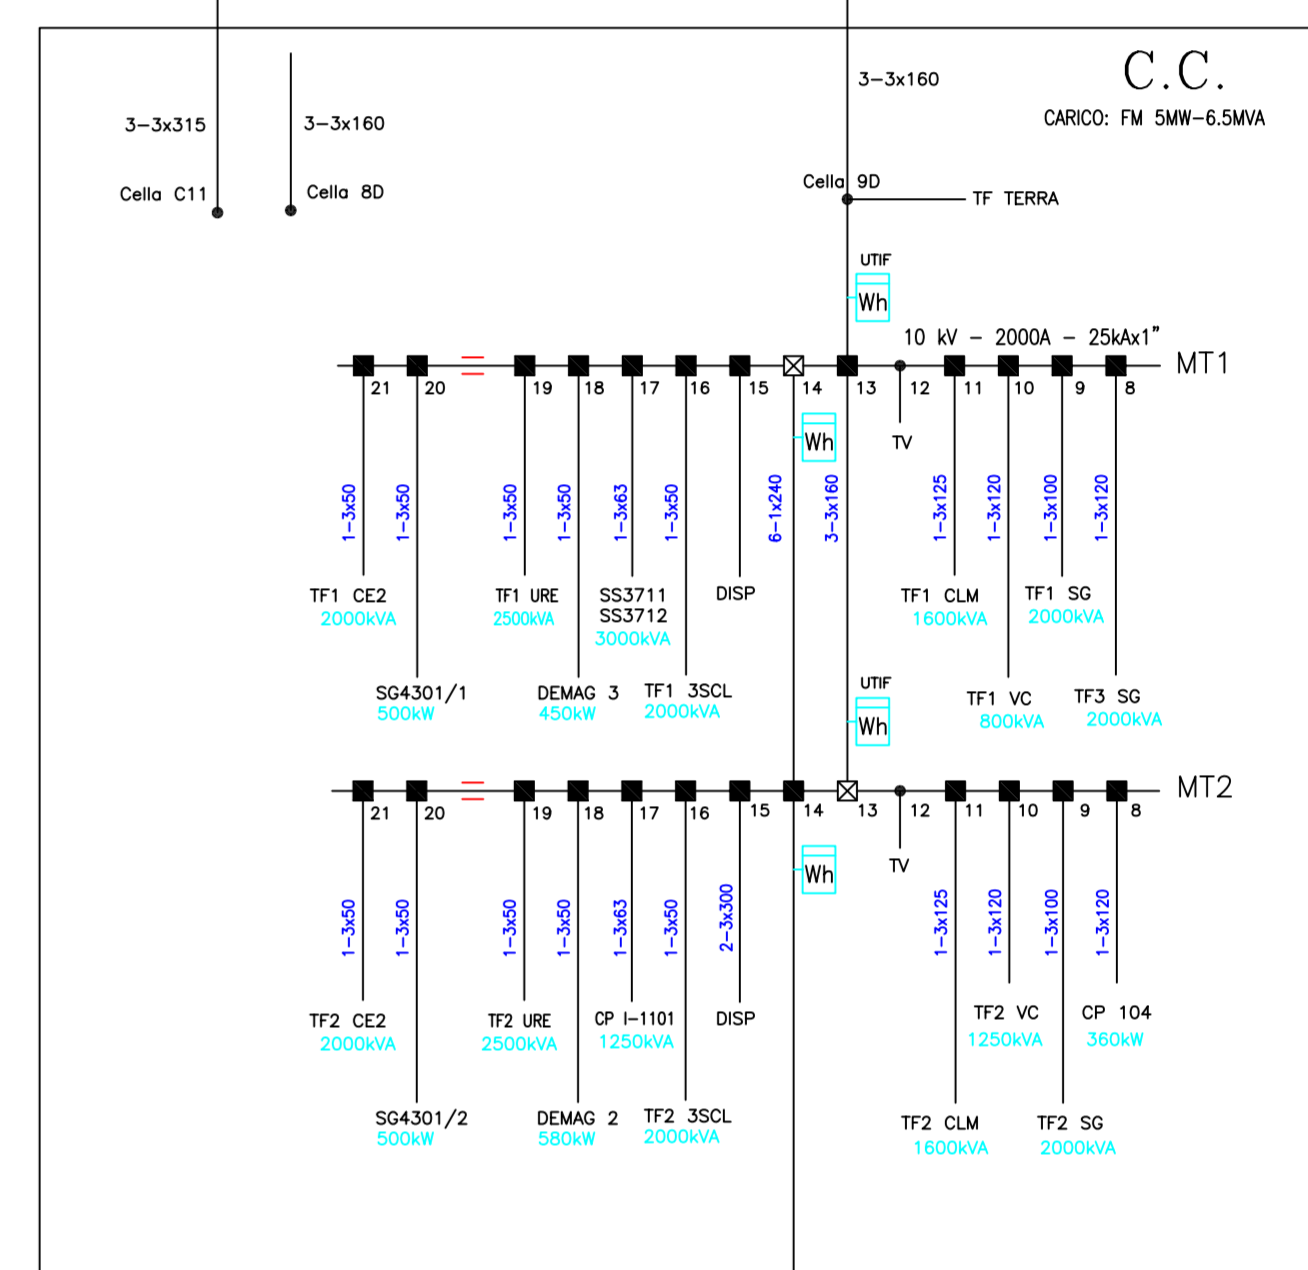 C.C.
CARICO: FM 5MW-6.5MVA
3-3x315
3-3x160
3-3x160
Cella C11
Cella 8D
Cella 9D
TF TERRA
UTIF
Wh
10 kV - 2000A - 25kAx1"
MT1
21
20
19
18
17
16
15
14
13
12
11
10
9
8
Wh
TV
1-3x50
1-3x50
1-3x50
1-3x50
1-3x63
1-3x50
6-1x240
3-3x160
1-3x125
1-3x120
1-3x100
1-3x120
TF1 CE2
2000kVA
TF1 URE
2500kVA
SS3711
SS3712
3000kVA
DISP
TF1 CLM
1600kVA
TF1 SG
2000kVA
SG4301/1
500kW
DEMAG 3
450kW
TF1 3SCL
2000kVA
TF1 VC
800kVA
TF3 SG
2000kVA
UTIF
Wh
MT2
21
20
19
18
17
16
15
14
13
12
11
10
9
8
Wh
TV
1-3x50
1-3x50
1-3x50
1-3x50
1-3x63
1-3x50
2-3x300
1-3x125
1-3x120
1-3x100
1-3x120
TF2 CE2
2000kVA
TF2 URE
2500kVA
CP I-1101
1250kVA
DISP
TF2 VC
1250kVA
CP 104
360kW
SG4301/2
500kW
DEMAG 2
580kW
TF2 3SCL
2000kVA
TF2 CLM
1600kVA
TF2 SG
2000kVA